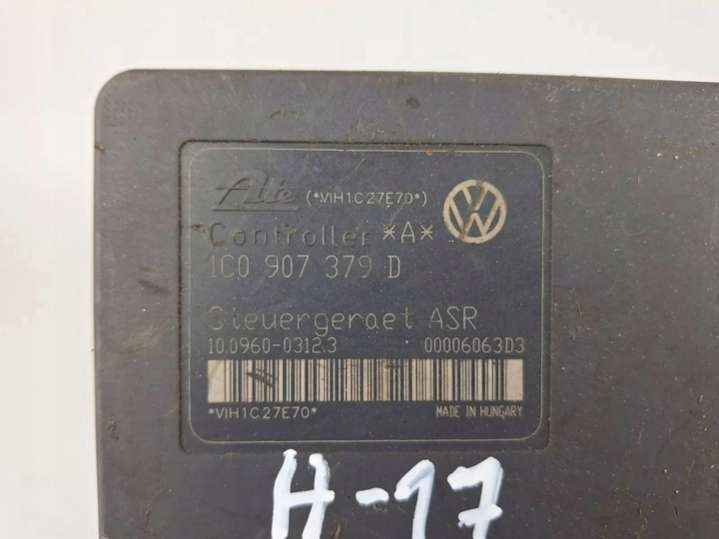 Ate (*VIH1C27E70*)
Controller *A*
1C0 907 379 D
Steuergeraet ASR
10.0960-0312.3 00006063D3
*VIH1C27E70* MADE IN HUNGARY
H-17